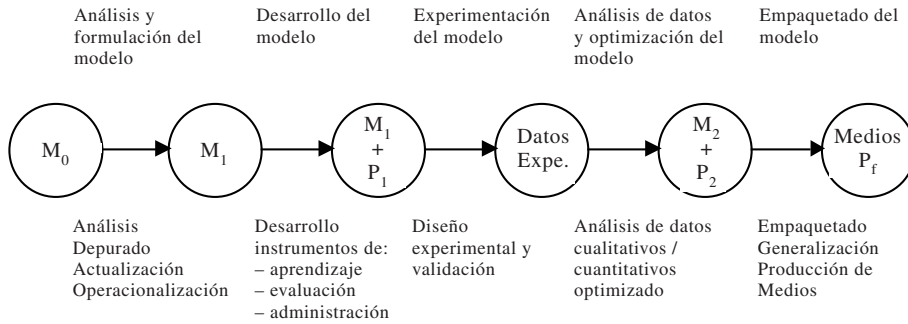 Análisis y
formulación del
modelo
Desarrollo del
modelo
Experimentación
del modelo
Análisis de datos
y optimización del
modelo
Empaquetado del
modelo
M₀
M₁
M₁
+
P₁
Datos
Expe.
M₂
+
P₂
Medios
P_f
Análisis
Depurado
Actualización
Operacionalización
Desarrollo
instrumentos de:
– aprendizaje
– evaluación
– administración
Diseño
experimental y
validación
Análisis de datos
cualitativos /
cuantitativos
optimizado
Empaquetado
Generalización
Producción de
Medios